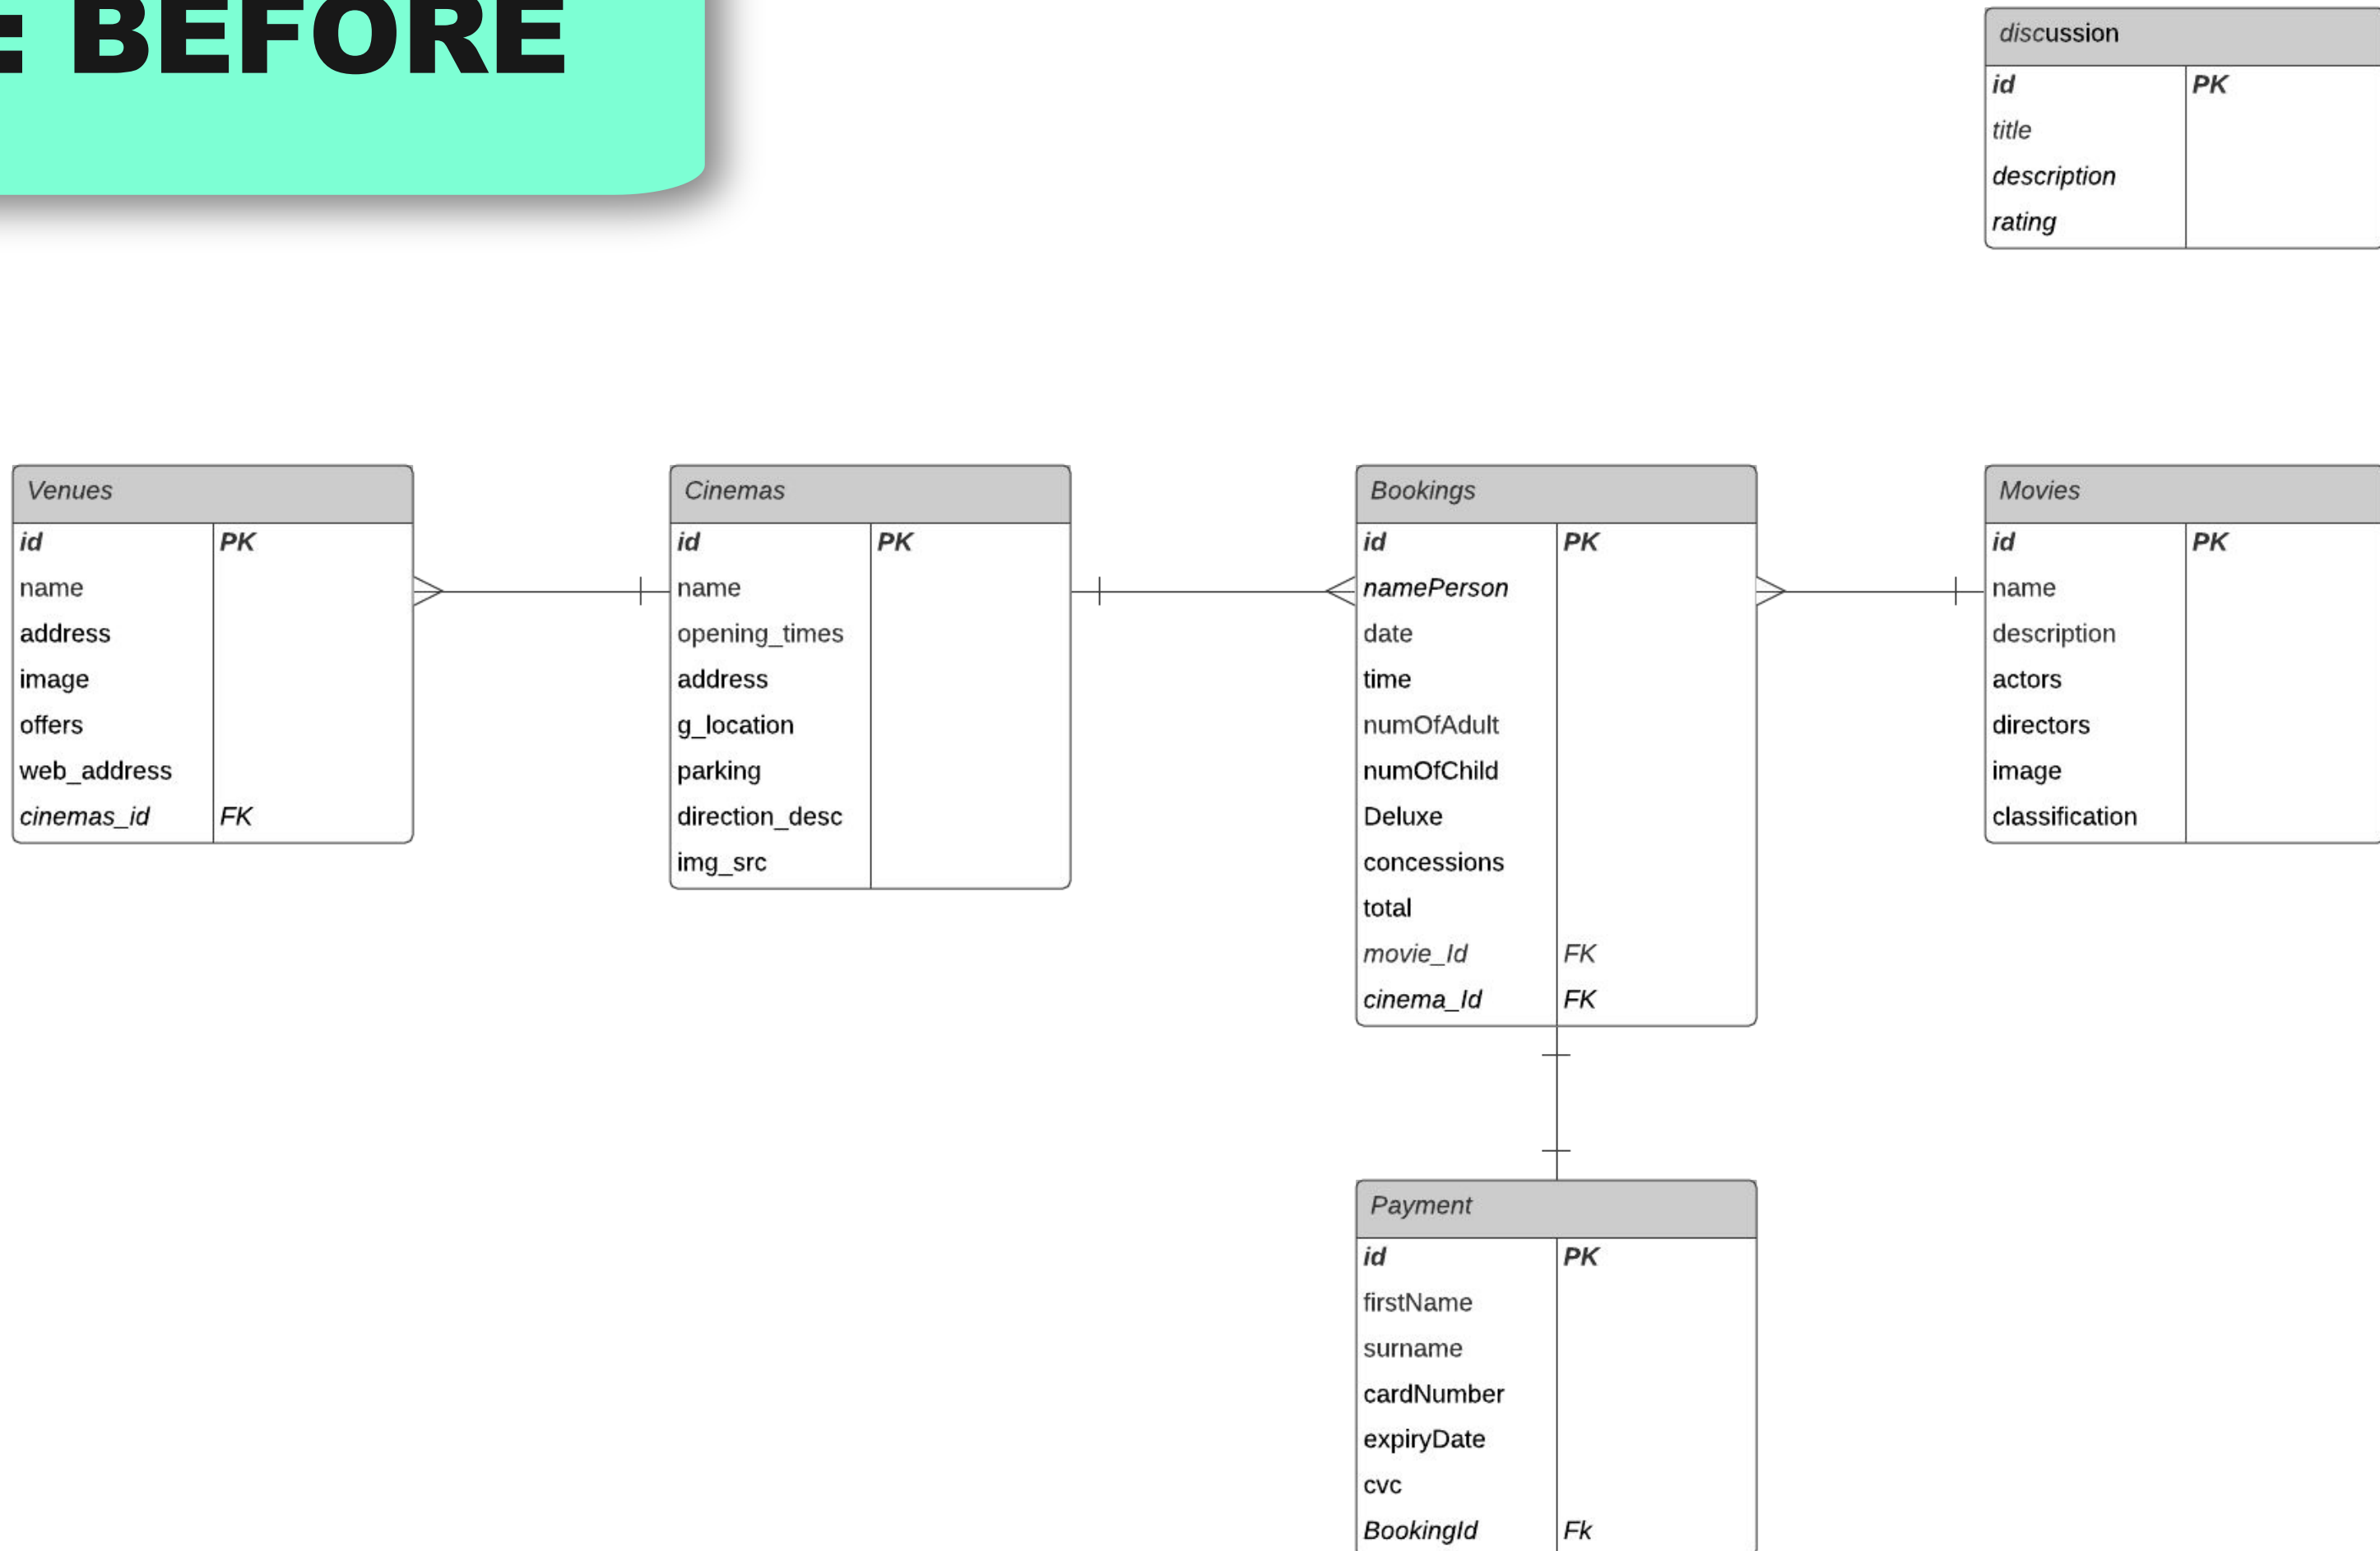 : BEFORE
discussion
id PK
title
description
rating
Venues
id PK
name
address
image
offers
web_address
cinemas_id FK
Cinemas
id PK
name
opening_times
address
g_location
parking
direction_desc
img_src
Bookings
id PK
namePerson
date
time
numOfAdult
numOfChild
Deluxe
concessions
total
movie_Id FK
cinema_Id FK
Movies
id PK
name
description
actors
directors
image
classification
Payment
id PK
firstName
surname
cardNumber
expiryDate
cvc
BookingId Fk